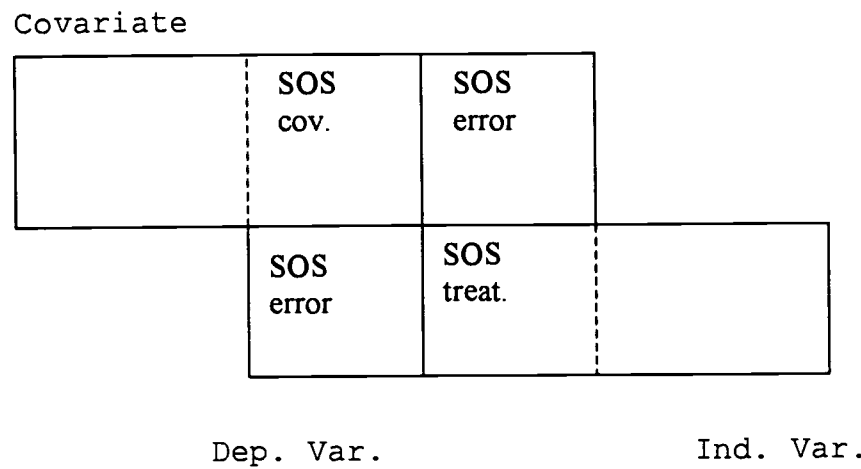 Covariate
SOS
cov.
SOS
error
SOS
error
SOS
treat.
Dep. Var.
Ind. Var.